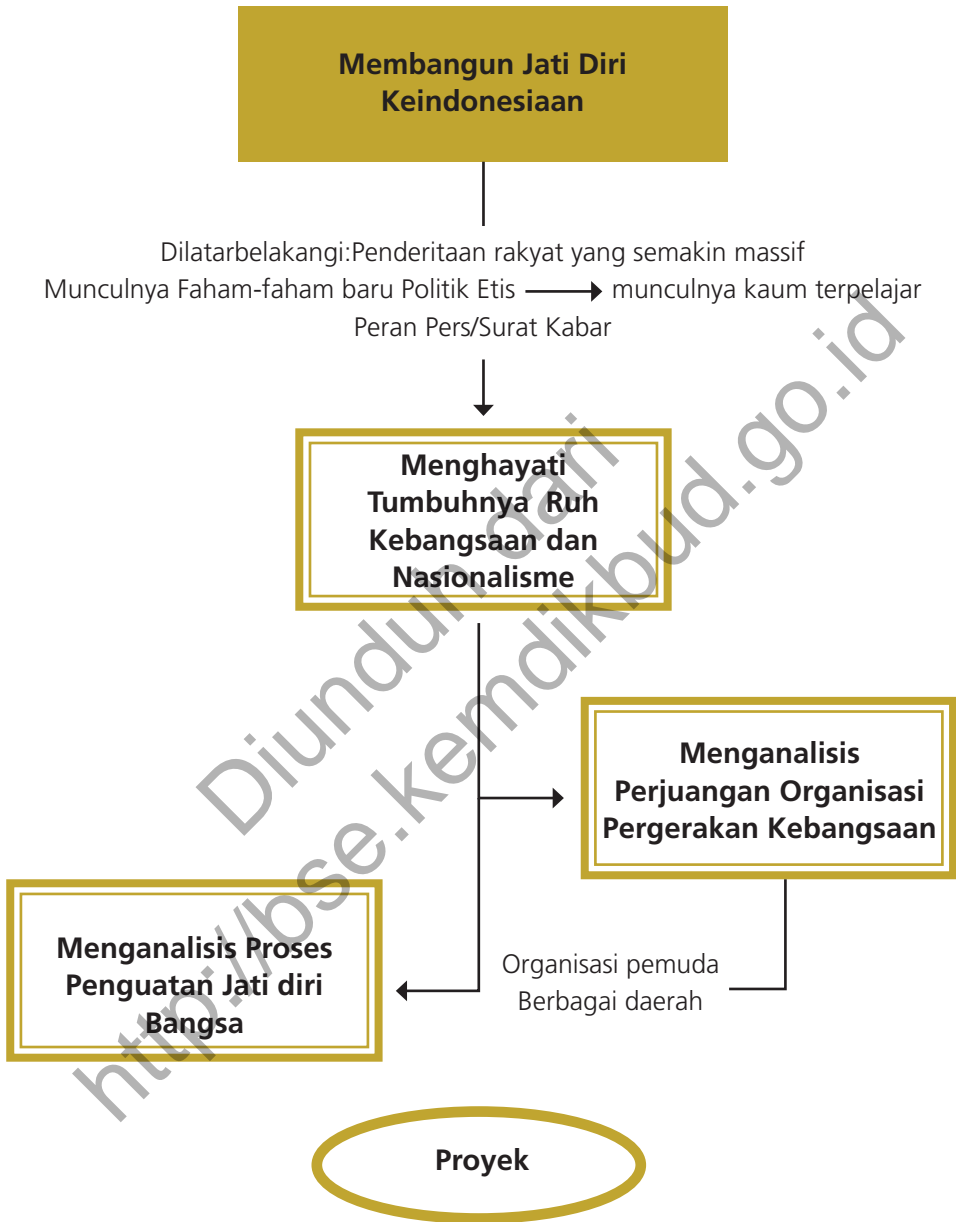 Membangun Jati Diri
Keindonesiaan
Dilatarbelakangi:Penderitaan rakyat yang semakin massif
Munculnya Faham-faham baru Politik Etis munculnya kaum terpelajar
Peran Pers/Surat Kabar
Menghayati
Tumbuhnya Ruh
Kebangsaan dan
Nasionalisme
Menganalisis
Perjuangan Organisasi
Pergerakan Kebangsaan
Menganalisis Proses
Penguatan Jati diri
Bangsa
Organisasi pemuda
Berbagai daerah
Proyek
Diunduh dari
http://bse.kemdikbud.go.id